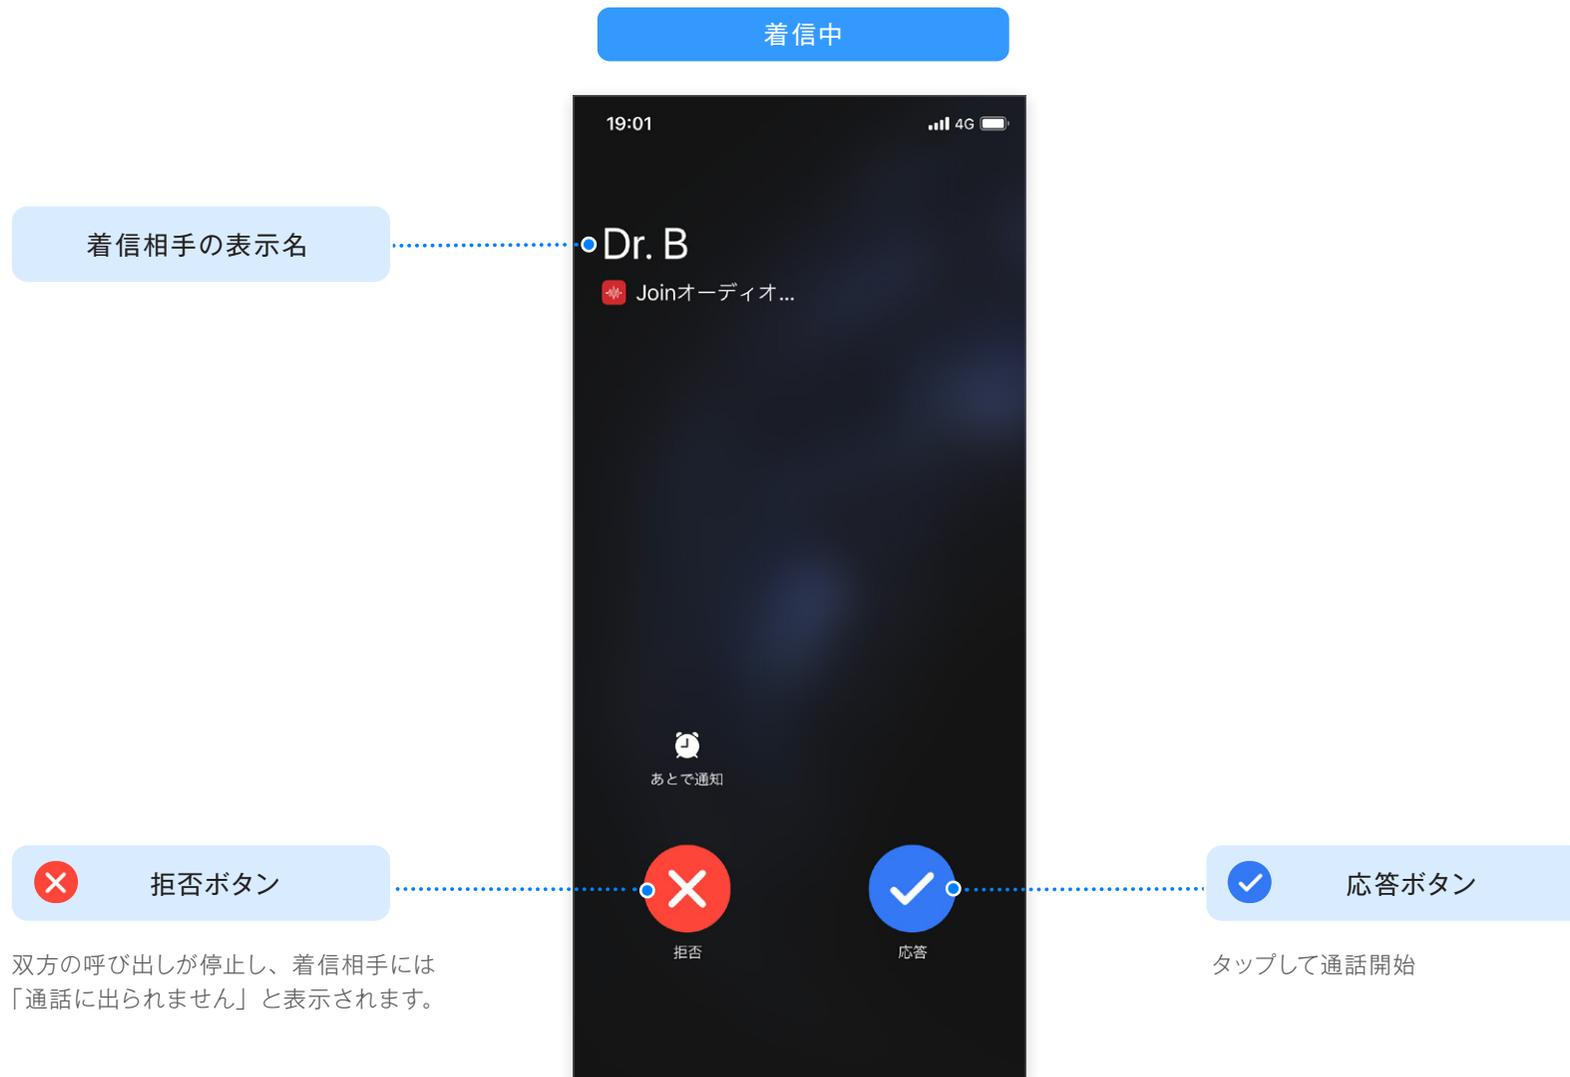 着信中
19:01
4G
着信相手の表示名
Dr. B
Joinオーディオ...
あとで通知
拒否ボタン
応答ボタン
拒否
応答
双方の呼び出しが停止し、着信相手には
「通話に出られません」と表示されます。
タップして通話開始